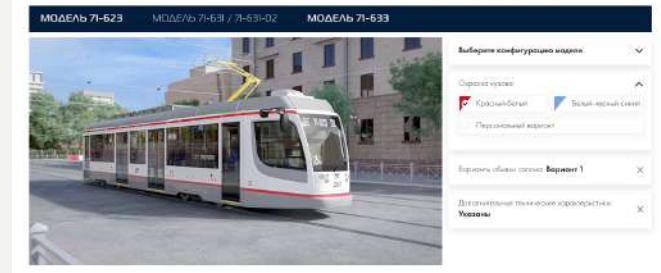 МОДЕЛЬ 71-623
МОДЕЛЬ 71-631 / 71-631-02
МОДЕЛЬ 71-633
Выберите конфигурацию модели
Окраска кузова
Красный-белый
Белый-черный-синий
Персональный вариант
Варианты обивки салона: Вариант 1
Дополнительные технические характеристики:
Указаны